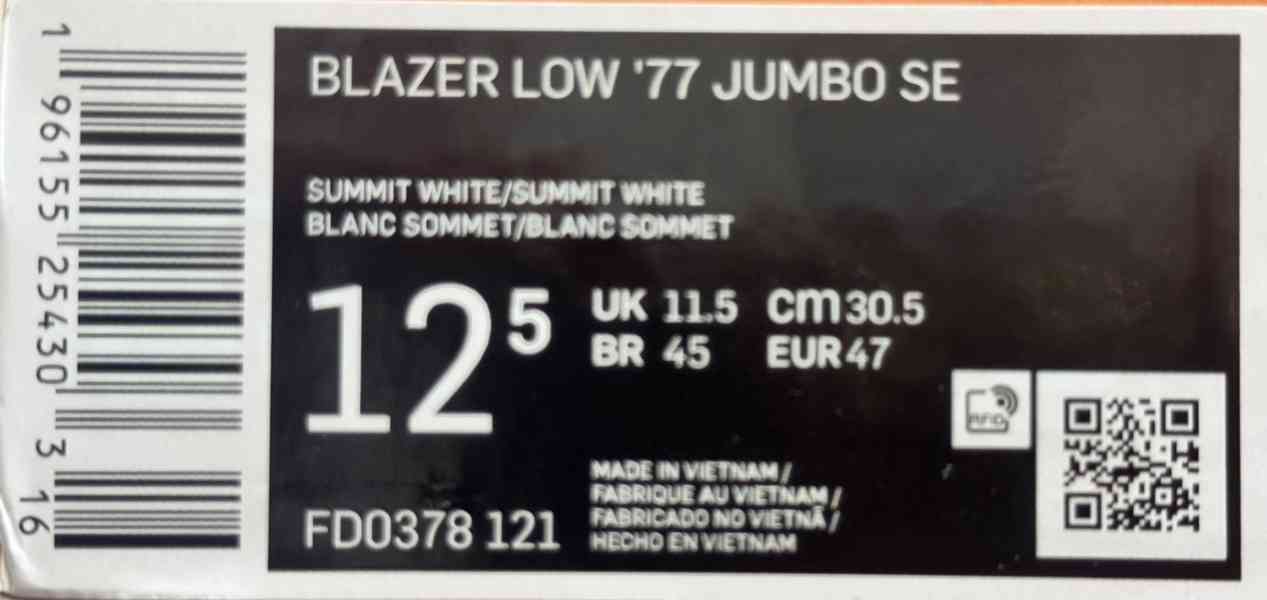 BLAZER LOW '77 JUMBO SE
SUMMIT WHITE/SUMMIT WHITE
BLANC SOMMET/BLANC SOMMET
12 5
UK 11.5 cm 30.5
BR 45 EUR 47
MADE IN VIETNAM /
FABRIQUE AU VIETNAM /
FABRICADO NO VIETNÃ /
HECHO EN VIETNAM
FD0378 121
RFID
1 96155 25430 3 16